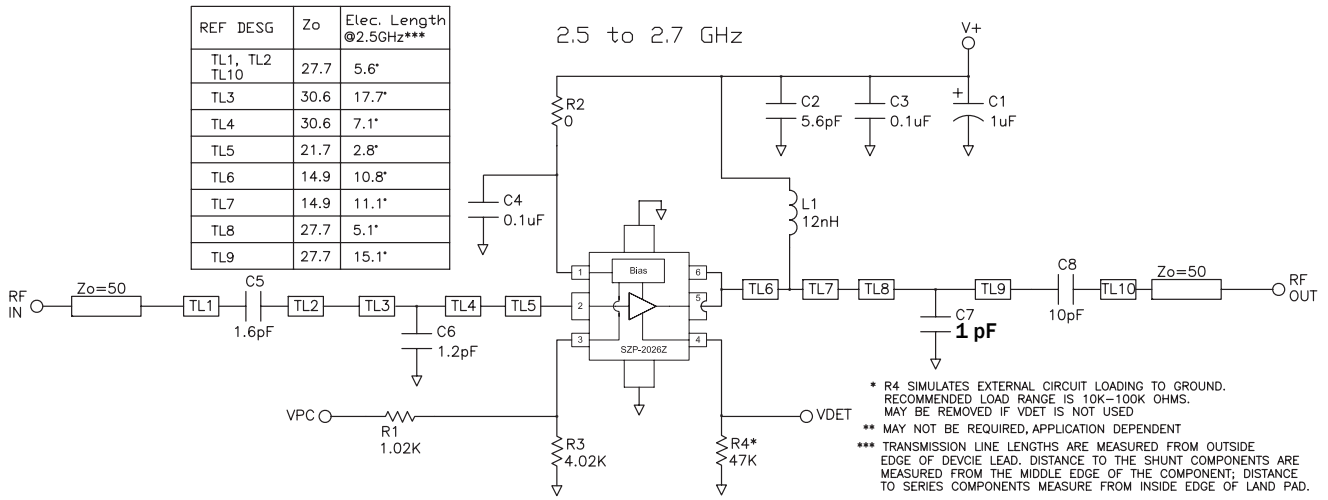 REF DESG Zo Elec. Length @2.5GHz***
TL1, TL2 TL10 27.7 5.6°
TL3 30.6 17.7°
TL4 30.6 7.1°
TL5 21.7 2.8°
TL6 14.9 10.8°
TL7 14.9 11.1°
TL8 27.7 5.1°
TL9 27.7 15.1°
2.5 to 2.7 GHz
V+
R2
0
C2
5.6pF
C3
0.1uF
+
C1
1uF
C4
0.1uF
L1
12nH
RF IN
Zo=50
TL1
C5
1.6pF
TL2
TL3
C6
1.2pF
TL4
TL5
1
2
3
Bias
6
5
4
SZP-2026Z
TL6
TL7
TL8
C7
1 pF
TL9
C8
10pF
TL10
Zo=50
RF OUT
VPC
R1
1.02K
R3
4.02K
VDET
R4*
47K
* R4 SIMULATES EXTERNAL CIRCUIT LOADING TO GROUND.
RECOMMENDED LOAD RANGE IS 10K-100K OHMS.
MAY BE REMOVED IF VDET IS NOT USED
** MAY NOT BE REQUIRED, APPLICATION DEPENDENT
*** TRANSMISSION LINE LENGTHS ARE MEASURED FROM OUTSIDE
EDGE OF DEVCIE LEAD. DISTANCE TO THE SHUNT COMPONENTS ARE
MEASURED FROM THE MIDDLE EDGE OF THE COMPONENT; DISTANCE
TO SERIES COMPONENTS MEASURE FROM INSIDE EDGE OF LAND PAD.